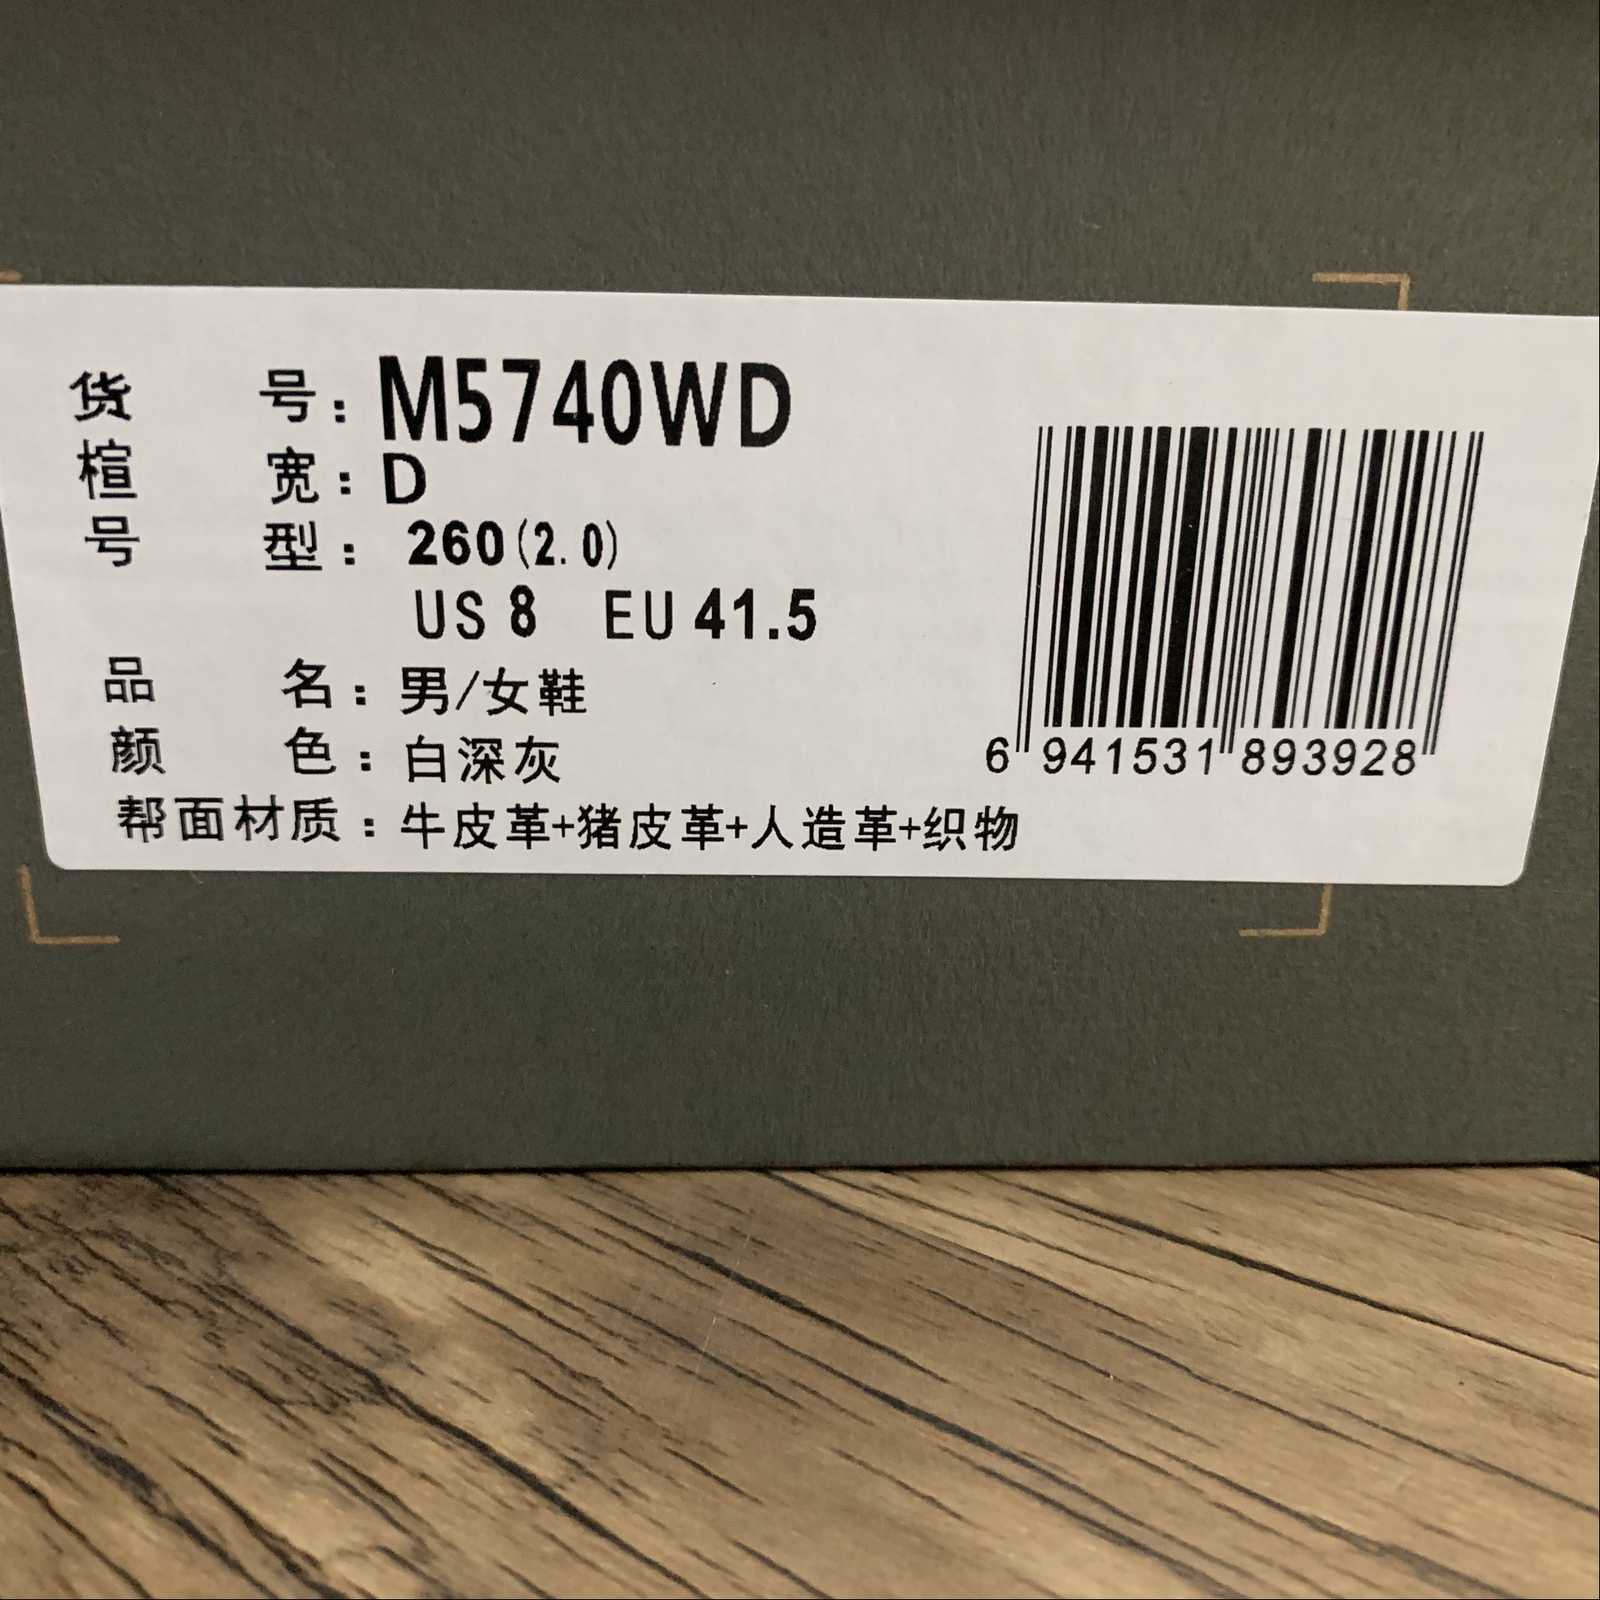 货号：M5740WD
楦宽：D
号型：260(2.0)
US 8 EU 41.5
品名：男/女鞋
颜色：白深灰
帮面材质：牛皮革+猪皮革+人造革+织物
6 941531 893928